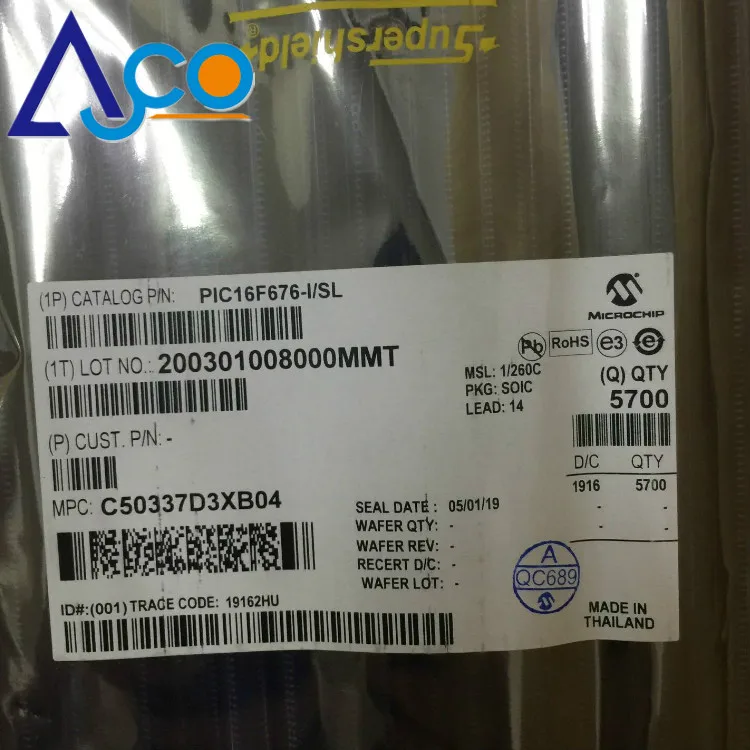 Supershield
ASCO
(1P) CATALOG P/N: PIC16F676-I/SL
MICROCHIP
(1T) LOT NO.: 200301008000MMT
Pb RoHS e3 e
MSL: 1/260C
PKG: SOIC
LEAD: 14
(Q) QTY
5700
(P) CUST. P/N: -
D/C QTY
1916 5700
- -
- -
MPC: C50337D3XB04
SEAL DATE : 05/01/19
WAFER QTY: -
WAFER REV: -
RECERT D/C: -
WAFER LOT: -
A
QC689
ID#:(001) TRACE CODE: 19162HU
MADE IN
THAILAND